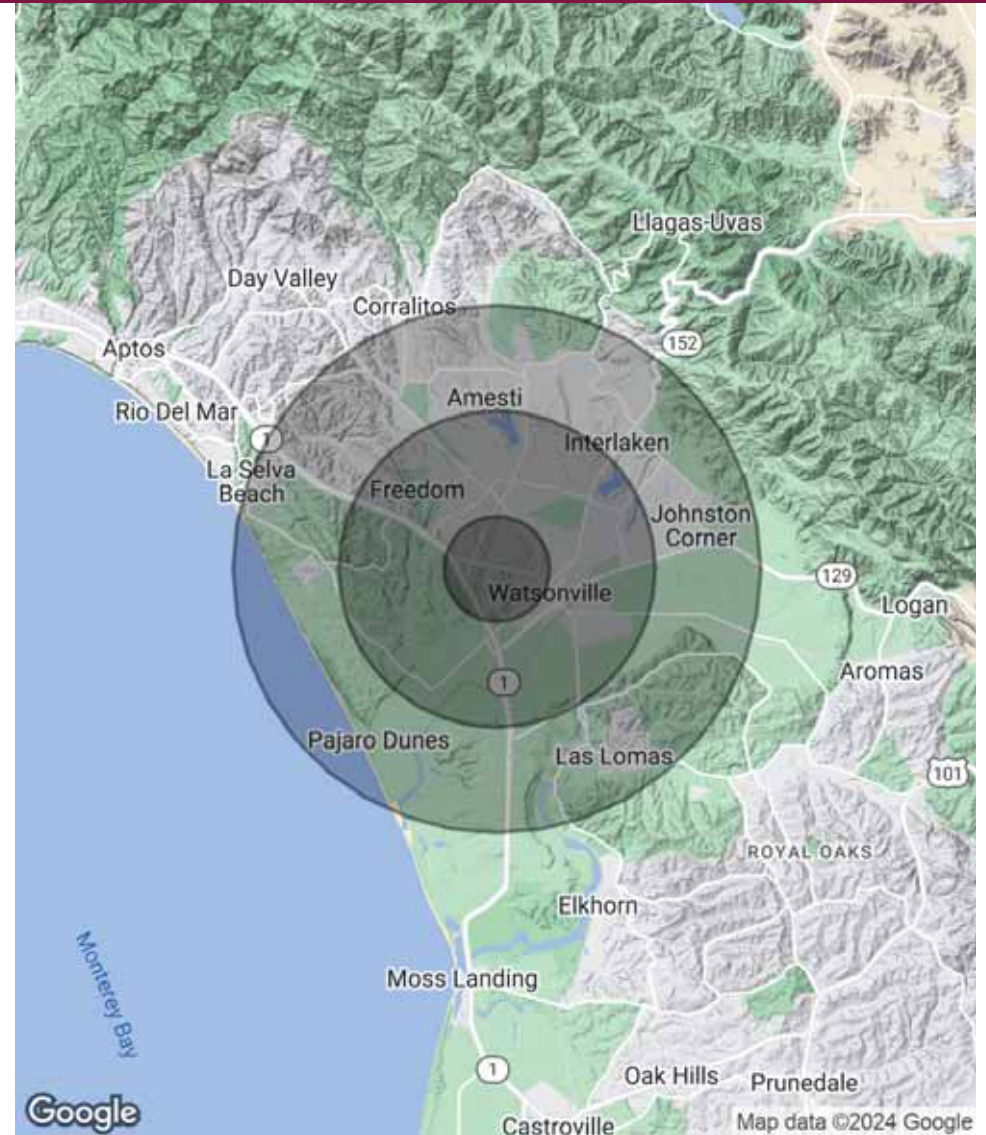 Llagas-Uvas
Day Valley
Corralitos
152
Aptos
Amesti
Rio Del Mar
1
Interlaken
La Selva
Beach
Freedom
Johnston
Corner
129
Watsonville
Logan
Aromas
1
Pajaro Dunes
Las Lomas
101
ROYAL OAKS
Elkhorn
Monterey Bay
Moss Landing
1
Oak Hills
Prunedale
Google
Castroville
Map data ©2024 Google